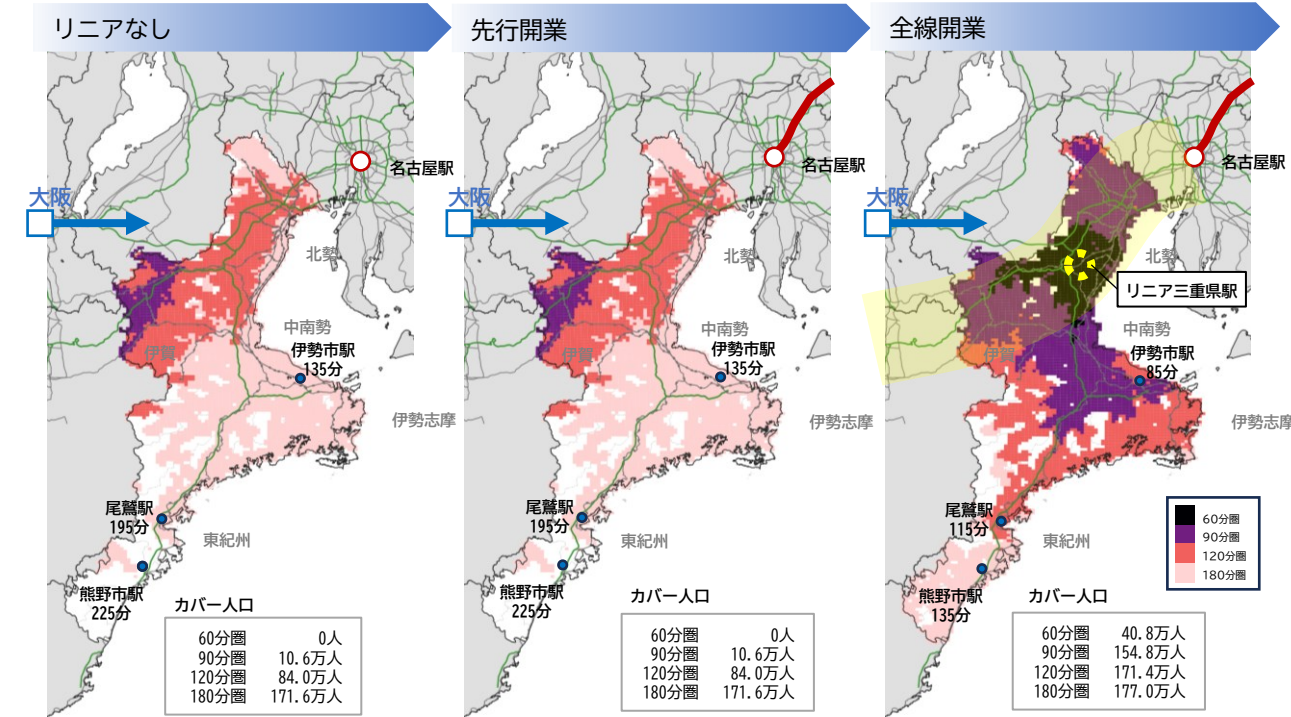 リニアなし
名古屋駅
大阪
北勢
中南勢
伊賀
伊勢市駅
135分
伊勢志摩
尾鷲駅
195分
東紀州
熊野市駅
225分
カバー人口
60分圏 0人
90分圏 10.6万人
120分圏 84.0万人
180分圏 171.6万人
先行開業
名古屋駅
大阪
北勢
中南勢
伊賀
伊勢市駅
135分
伊勢志摩
尾鷲駅
195分
東紀州
熊野市駅
225分
カバー人口
60分圏 0人
90分圏 10.6万人
120分圏 84.0万人
180分圏 171.6万人
全線開業
名古屋駅
大阪
北勢
リニア三重県駅
中南勢
伊賀
伊勢市駅
85分
伊勢志摩
尾鷲駅
115分
東紀州
熊野市駅
135分
60分圏
90分圏
120分圏
180分圏
カバー人口
60分圏 40.8万人
90分圏 154.8万人
120分圏 171.4万人
180分圏 177.0万人